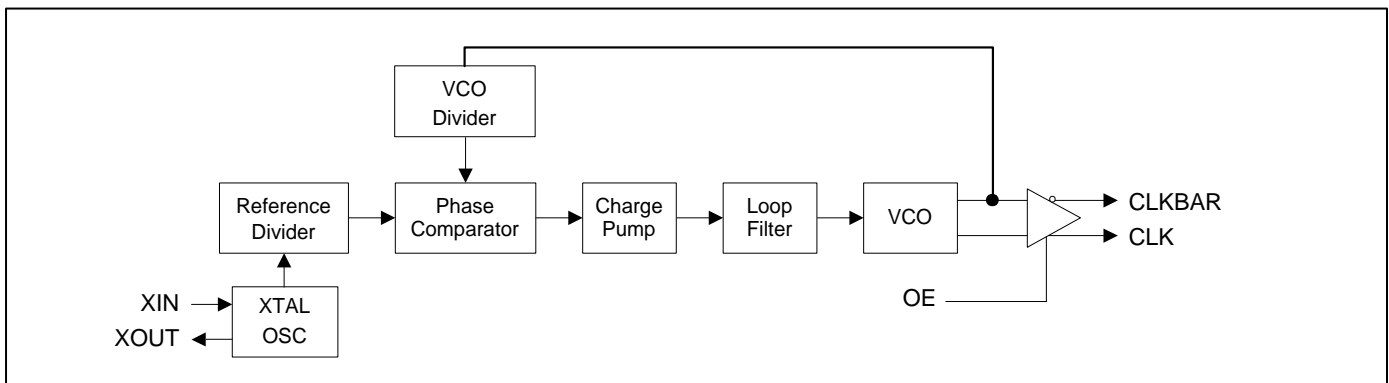 VCO
Divider
Reference
Divider
Phase
Comparator
Charge
Pump
Loop
Filter
VCO
CLKBAR
CLK
XIN
XOUT
XTAL
OSC
OE